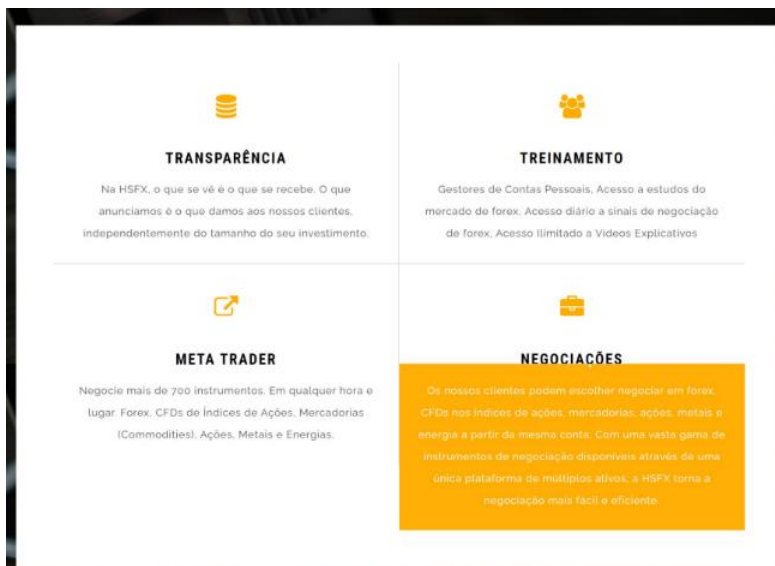 TRANSPARÊNCIA
Na HSFX, o que se vê é o que se recebe. O que
anunciamos é o que damos aos nossos clientes,
independentemente do tamanho do seu investimento.
TREINAMENTO
Gestores de Contas Pessoais, Acesso a estudos do
mercado de forex, Acesso diário a sinais de negociação
de forex, Acesso Ilimitado a Vídeos Explicativos
META TRADER
Negocie mais de 700 instrumentos. Em qualquer hora e
lugar. Forex, CFDs de Índices de Ações, Mercadorias
(Commodities), Ações, Metais e Energias.
NEGOCIAÇÕES
Os nossos clientes podem escolher negociar em forex,
CFDs nos índices de ações, mercadorias, ações, metais e
energia a partir da mesma conta. Com uma vasta gama de
instrumentos de negociação disponíveis através de uma
única plataforma de múltiplos ativos, a HSFX torna a
negociação mais fácil e eficiente.